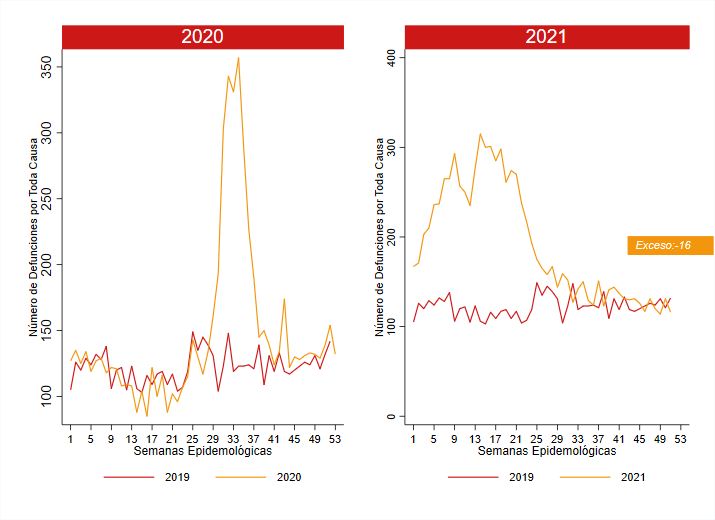 2020
Número de Defunciones por Toda Causa
350
300
250
200
150
100
1 5 9 13 17 21 25 29 33 37 41 45 49 53
Semanas Epidemológicas
2019 2020
2021
Número de Defunciones por Toda Causa
400
300
200
100
0
Exceso:-16
1 5 9 13 17 21 25 29 33 37 41 45 49 53
Semanas Epidemológicas
2019 2021